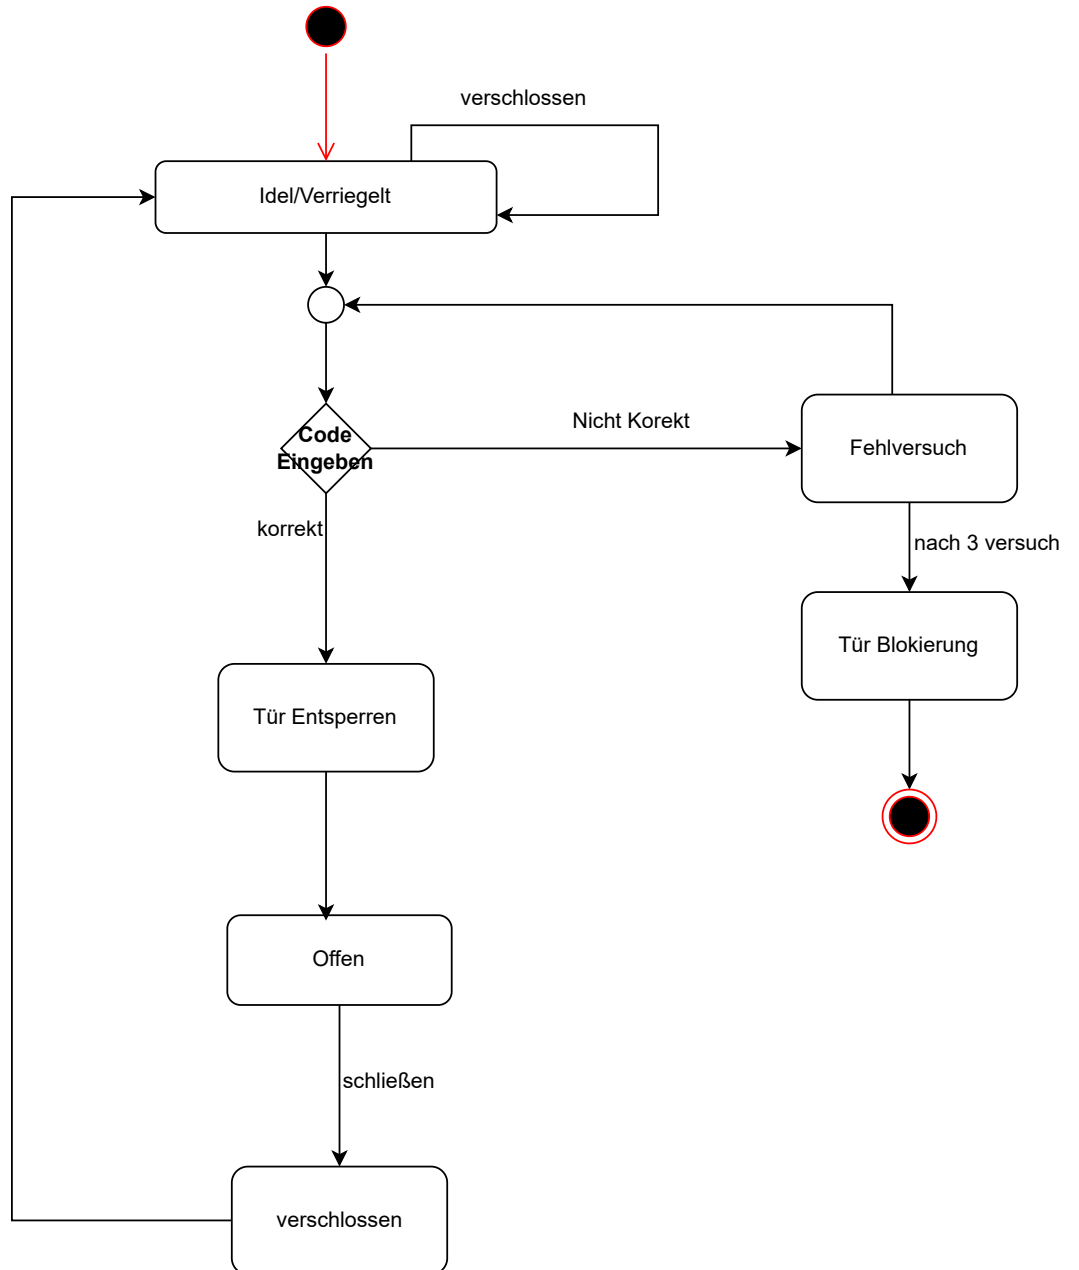 verschlossen
Idel/Verriegelt
Code
Eingeben
Nicht Korekt
Fehlversuch
korrekt
nach 3 versuch
Tür Blokierung
Tür Entsperren
Offen
schließen
verschlossen